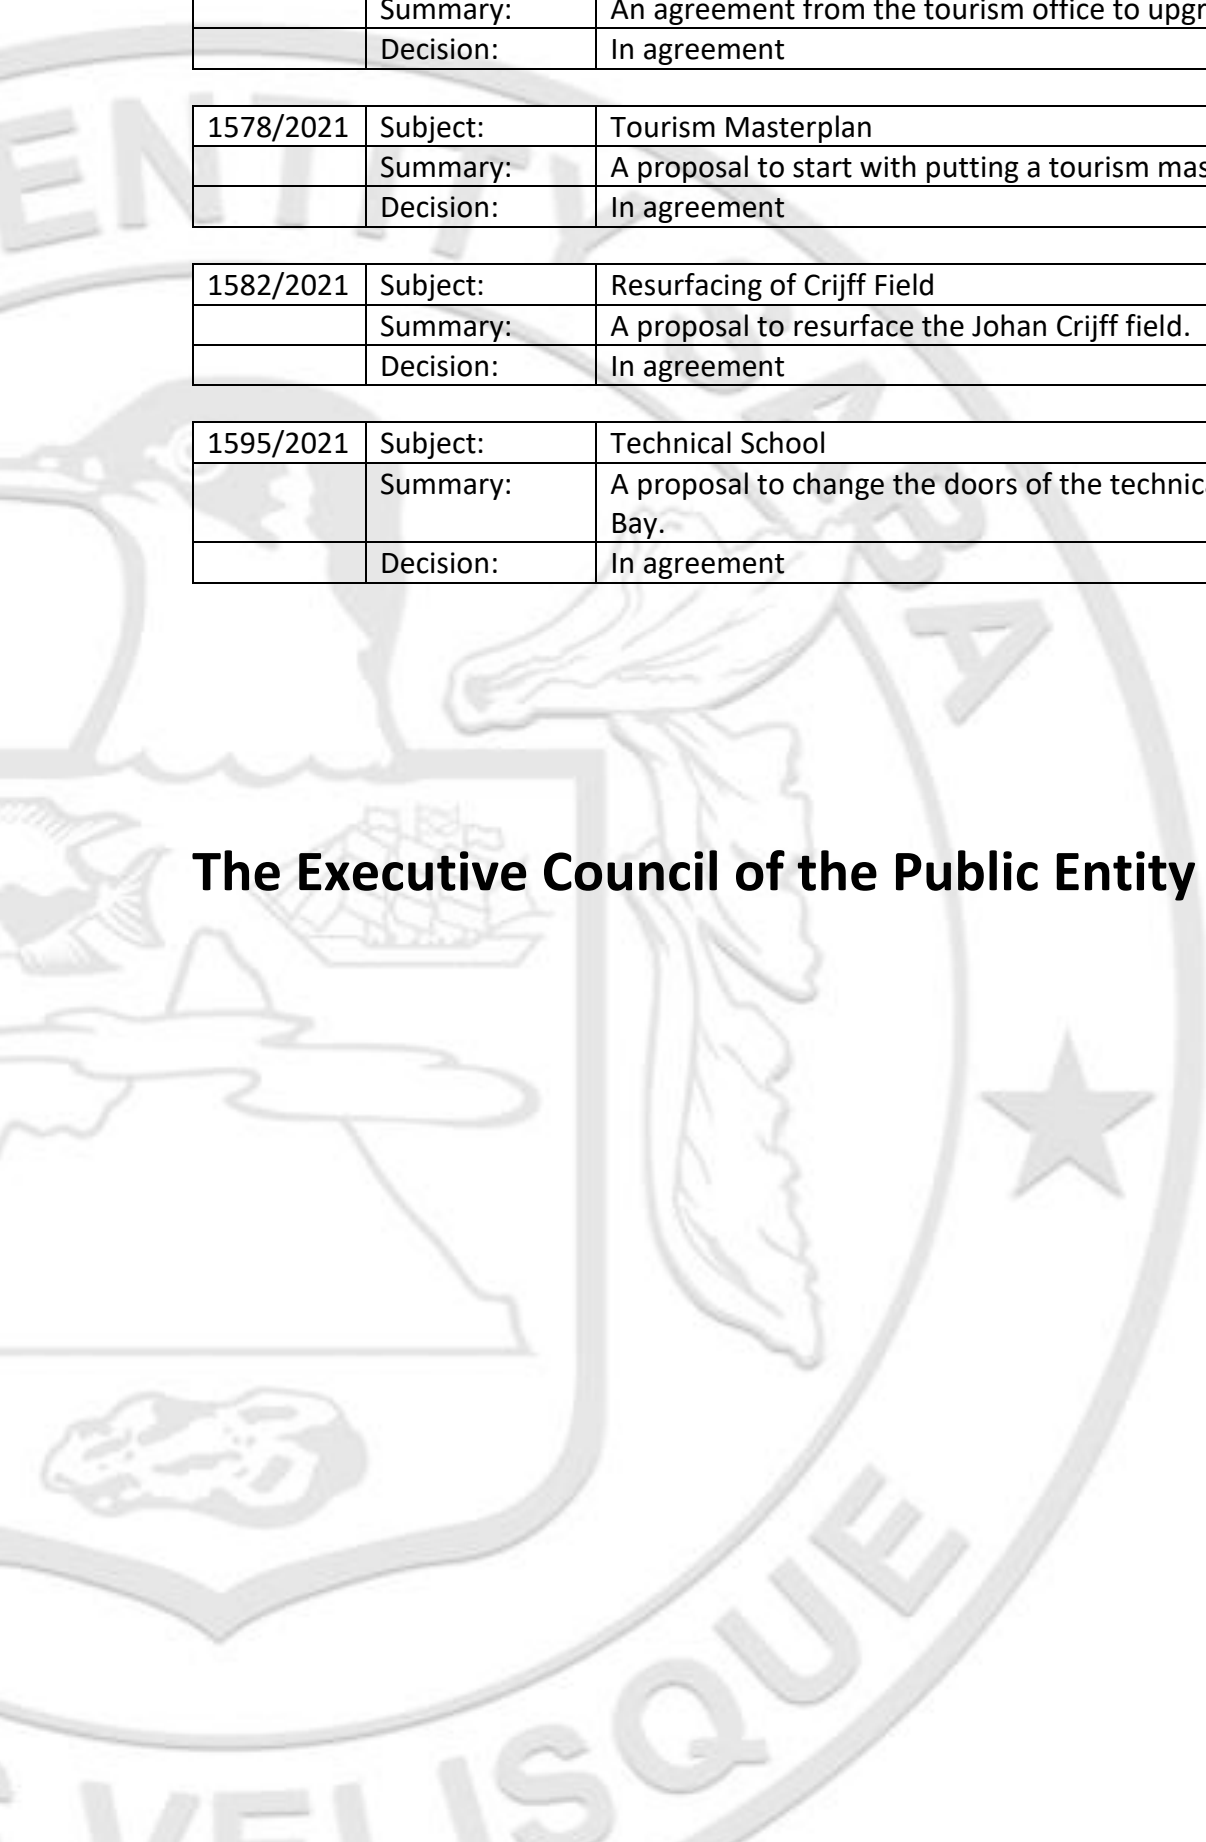 Summary: An agreement from the tourism office to
Decision: In agreement
1578/2021 Subject: Tourism Masterplan
Summary: A proposal to start with putting a tourism
Decision: In agreement
1582/2021 Subject: Resurfacing of Crijff Field
Summary: A proposal to resurface the Johan Crijff field.
Decision: In agreement
1595/2021 Subject: Technical School
Summary: A proposal to change the doors of the
Bay.
Decision: In agreement
The Executive Council of the Public Entity
ENTITY SABA
VELISQUE